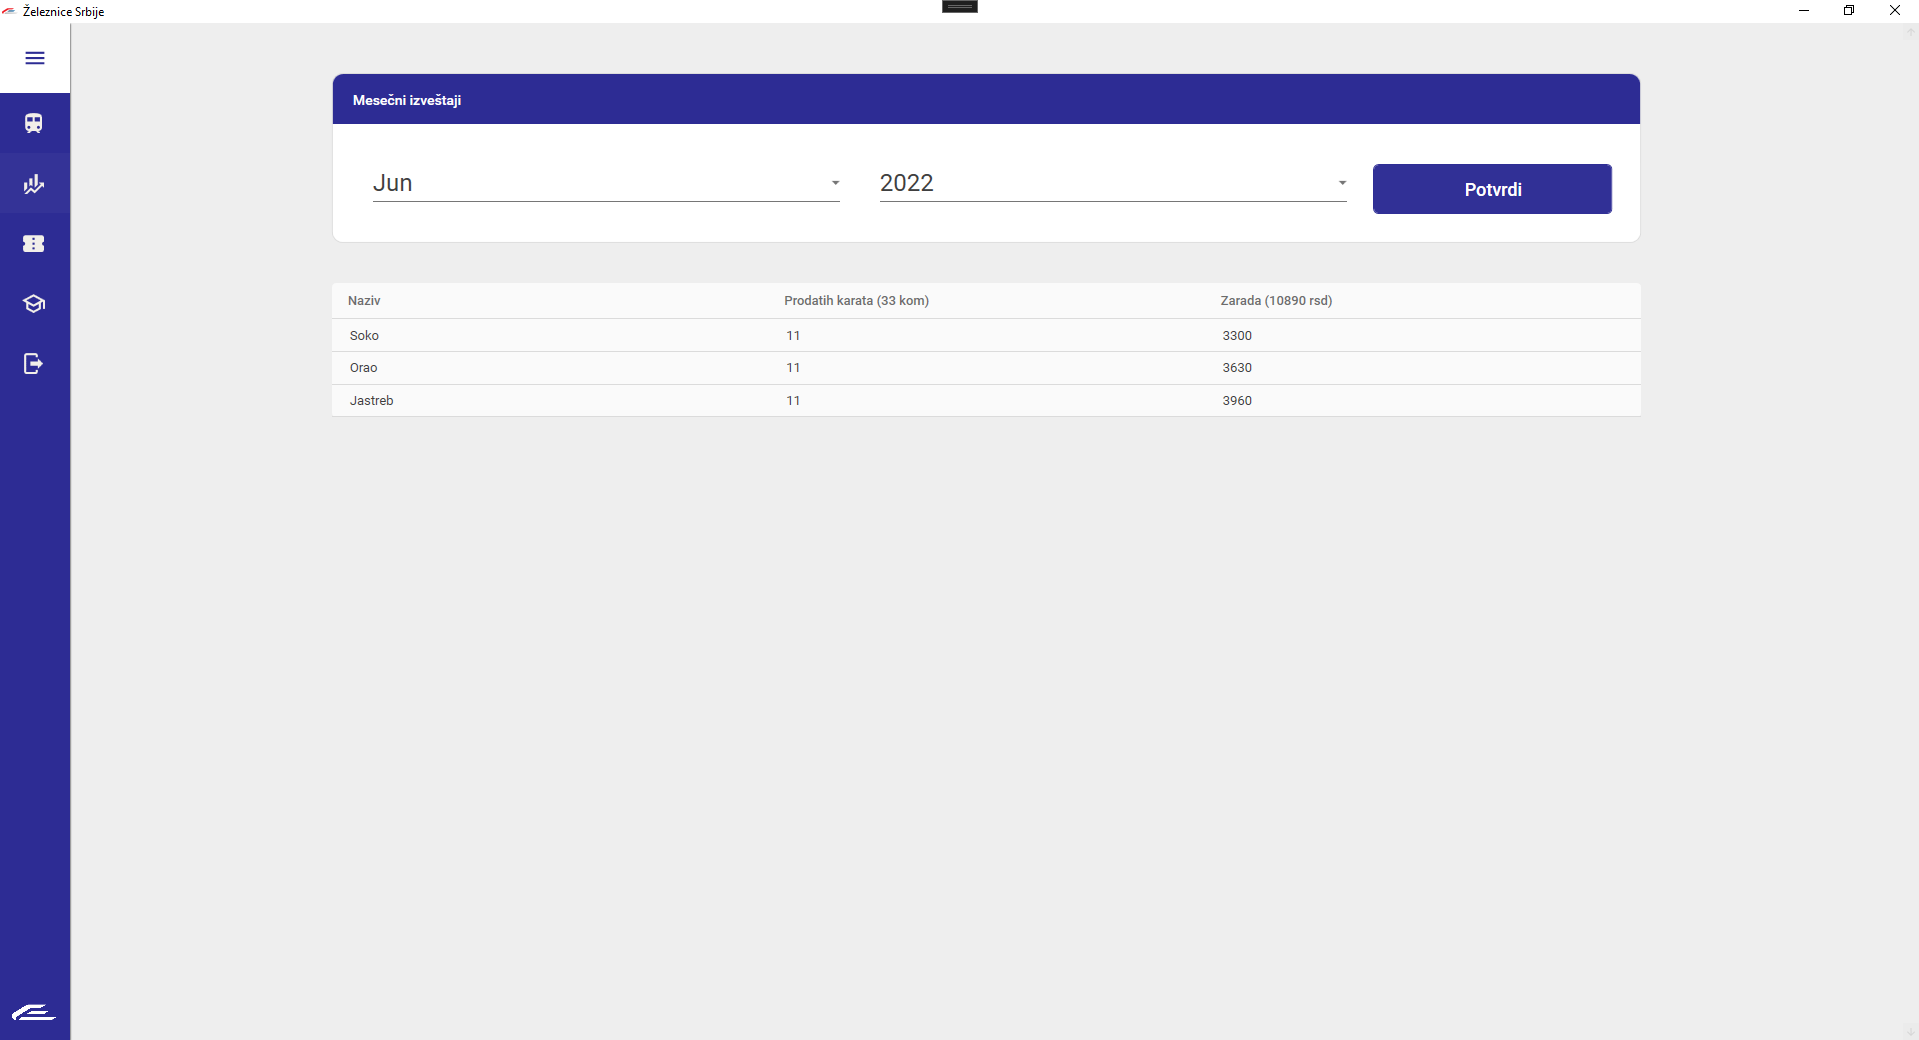 Železnice Srbije
Mesečni izveštaji
Jun
2022
Potvrdi
Naziv Prodatih karata (33 kom) Zarada (10890 rsd)
Soko 11 3300
Orao 11 3630
Jastreb 11 3960